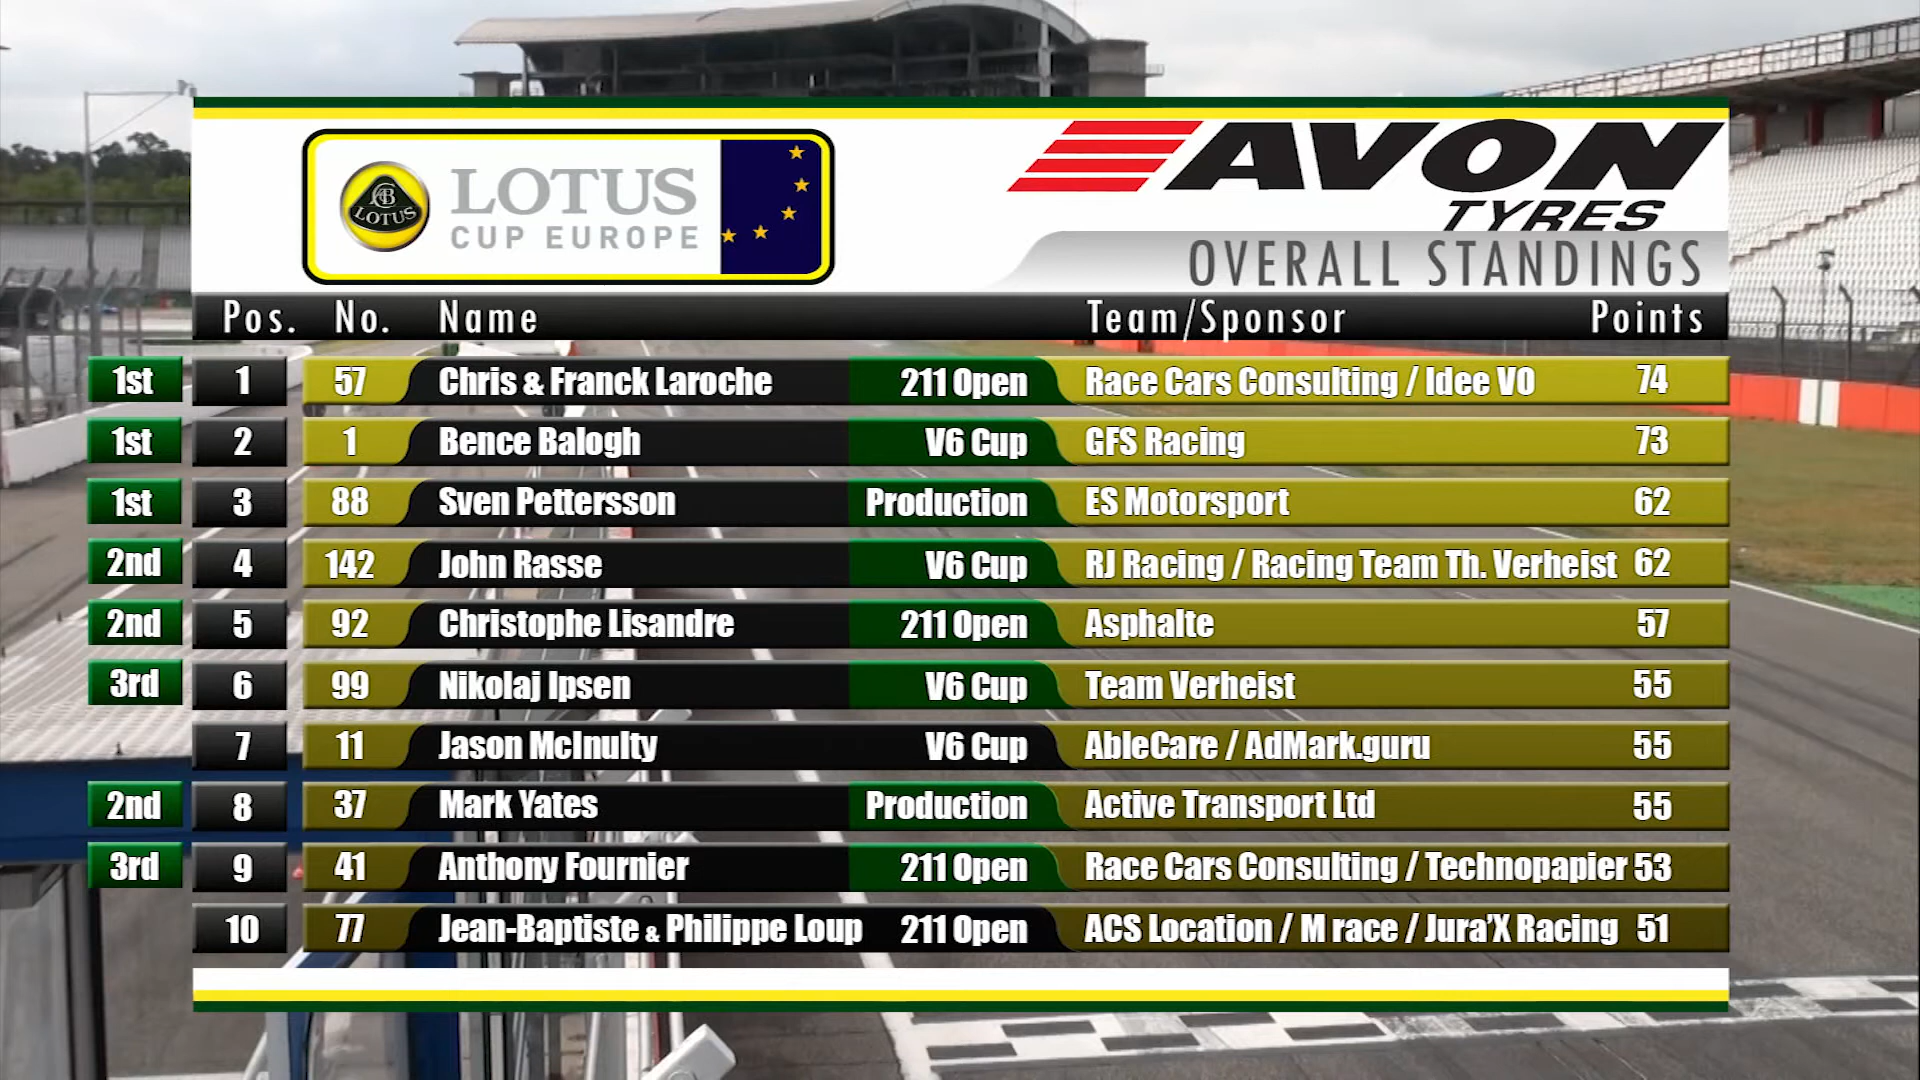 LOTUS
LOTUS
CUP EUROPE
AVON
TYRES
OVERALL STANDINGS
Pos. No. Name Team/Sponsor Points
1st 1 57 Chris & Franck Laroche 211 Open Race Cars Consulting / Idee VO 74
1st 2 1 Bence Balogh V6 Cup GFS Racing 73
1st 3 88 Sven Pettersson Production ES Motorsport 62
2nd 4 142 John Rasse V6 Cup RJ Racing / Racing Team Th. Verheist 62
2nd 5 92 Christophe Lisandre 211 Open Asphalte 57
3rd 6 99 Nikolaj Ipsen V6 Cup Team Verheist 55
7 11 Jason McInulty V6 Cup AbleCare / AdMark.guru 55
2nd 8 37 Mark Yates Production Active Transport Ltd 55
3rd 9 41 Anthony Fournier 211 Open Race Cars Consulting / Technopapier 53
10 77 Jean-Baptiste & Philippe Loup 211 Open ACS Location / M race / Jura'X Racing 51